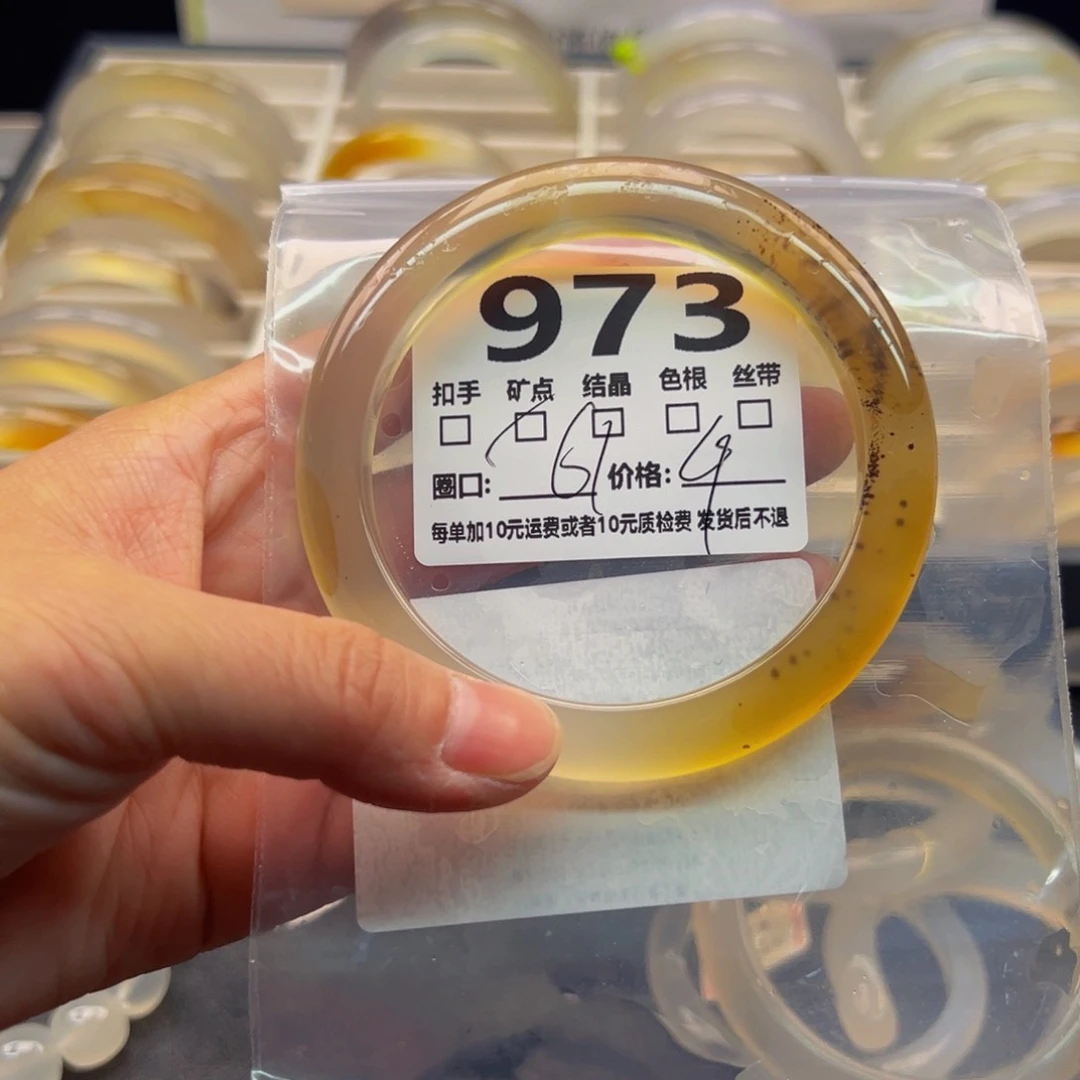 973
扣手 矿点 结晶 色根 丝带
□ □ □ □ □
圈口: 61 价格:
每单加10元运费或者10元质检费 发货后不退